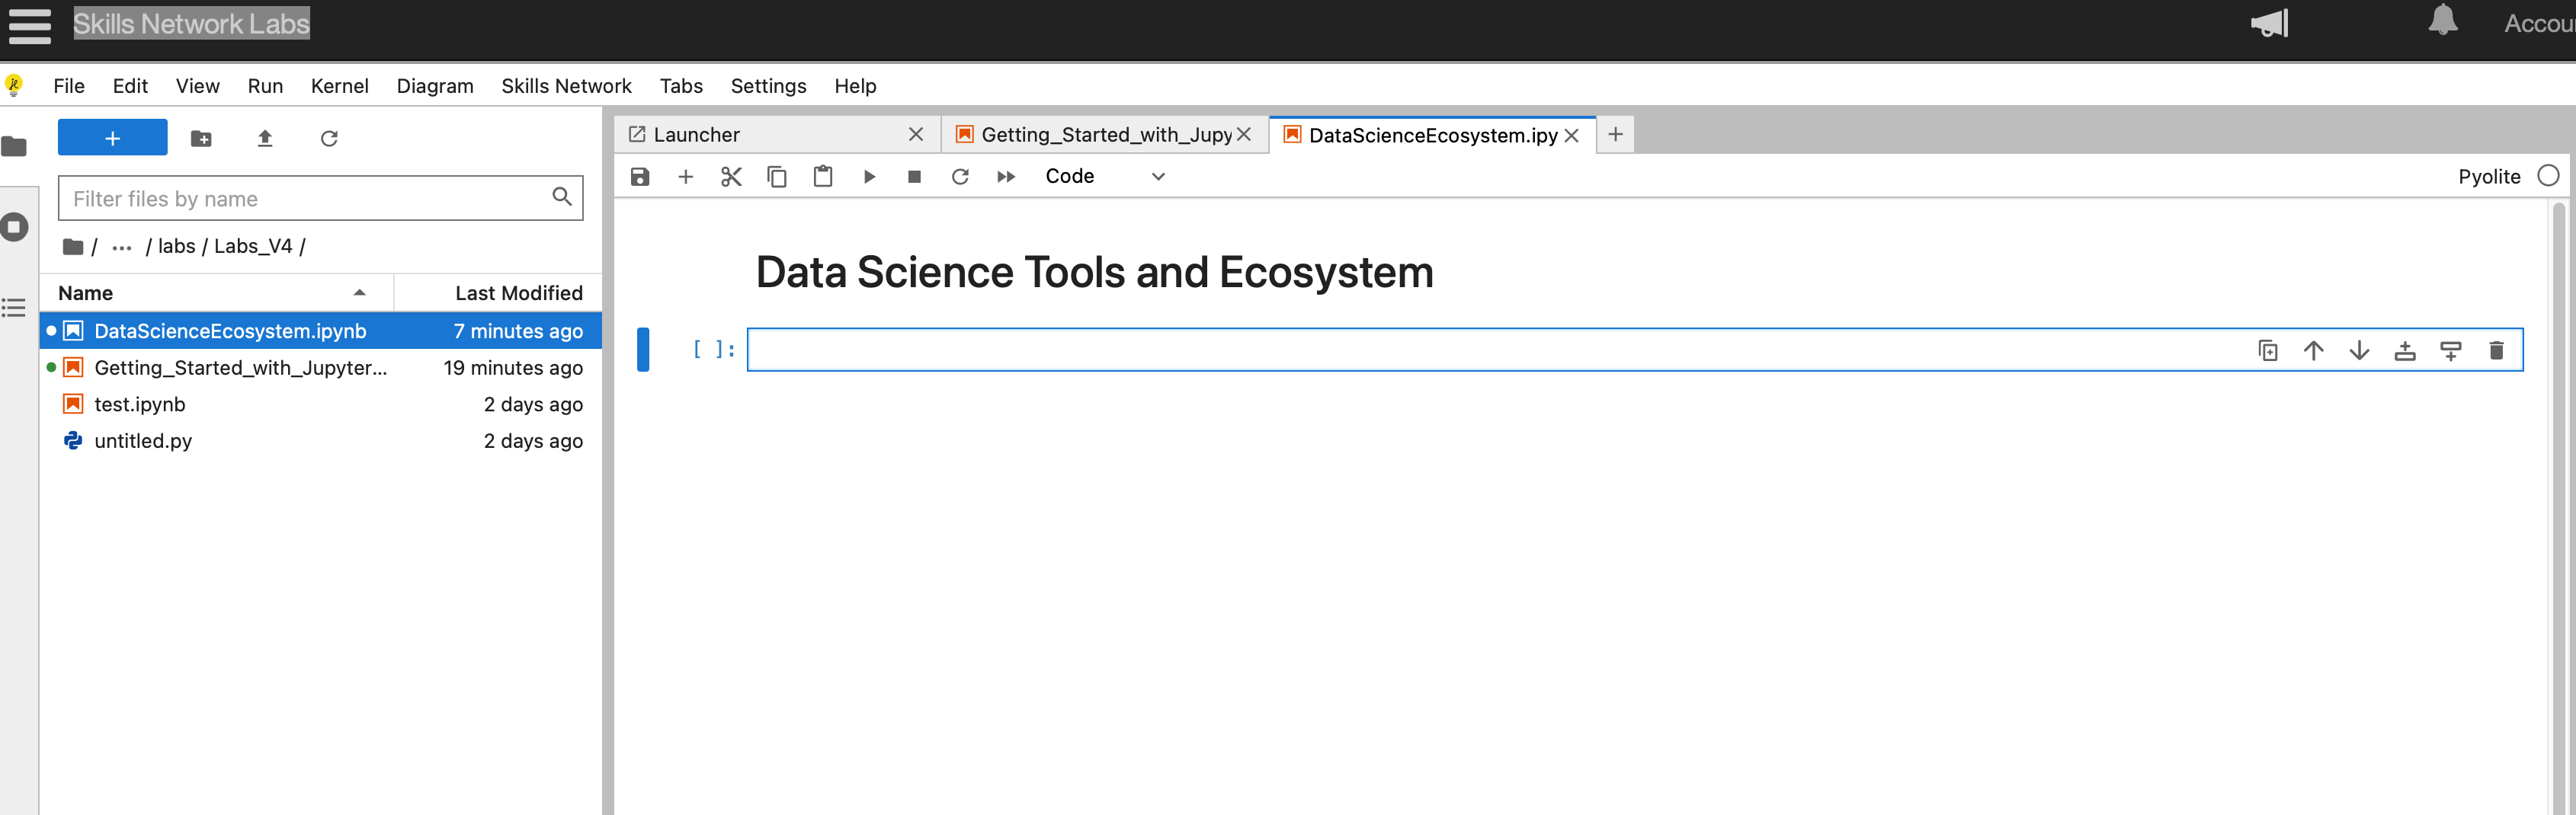 Skills Network Labs
Accou
File Edit View Run Kernel Diagram Skills Network Tabs Settings Help
+
Filter files by name
/ ... / labs / Labs_V4 /
Name Last Modified
DataScienceEcosystem.ipynb 7 minutes ago
Getting_Started_with_Jupyter... 19 minutes ago
test.ipynb 2 days ago
untitled.py 2 days ago
Launcher Getting_Started_with_Jupy DataScienceEcosystem.ipy
Code Pyolite
Data Science Tools and Ecosystem
[ ]: